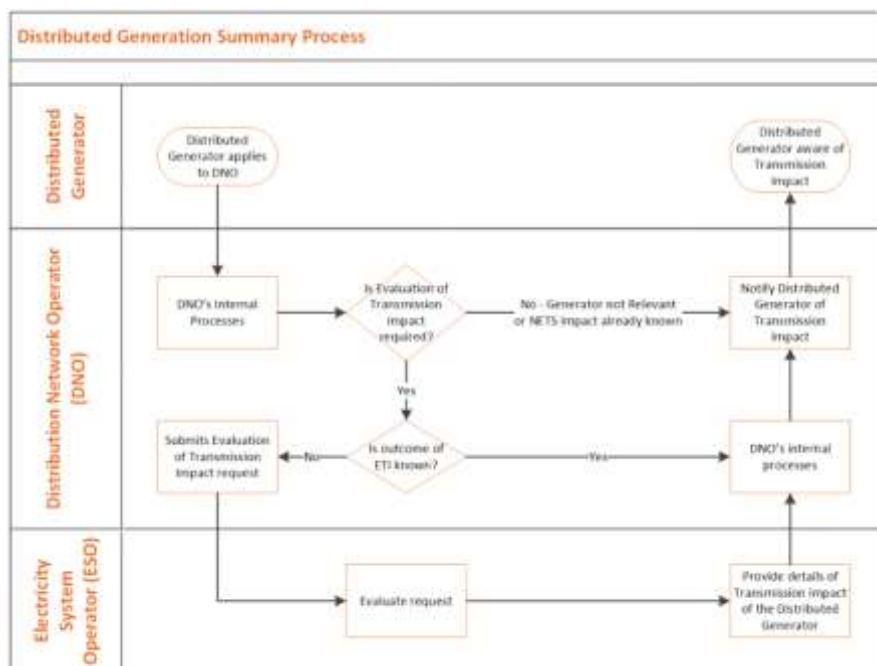 Distributed Generation Summary Process
Distributed
Generator
Distributed
Generator applies
to DNO
Distributed
Generator aware of
Transmission
Impact
Distribution Network Operator
(DNO)
DNO's Internal
Processes
Is Evaluation of
Transmission
impact
required?
No - Generator not Relevant
or NETS Impact already known
Notify Distributed
Generator of
Transmission
Impact
Yes
Submits Evaluation
of Transmission
Impact request
No
Is outcome of
ETI known?
Yes
DNO's internal
processes
Electricity
System
Operator (ESO)
Evaluate request
Provide details of
Transmission impact
of the Distributed
Generator